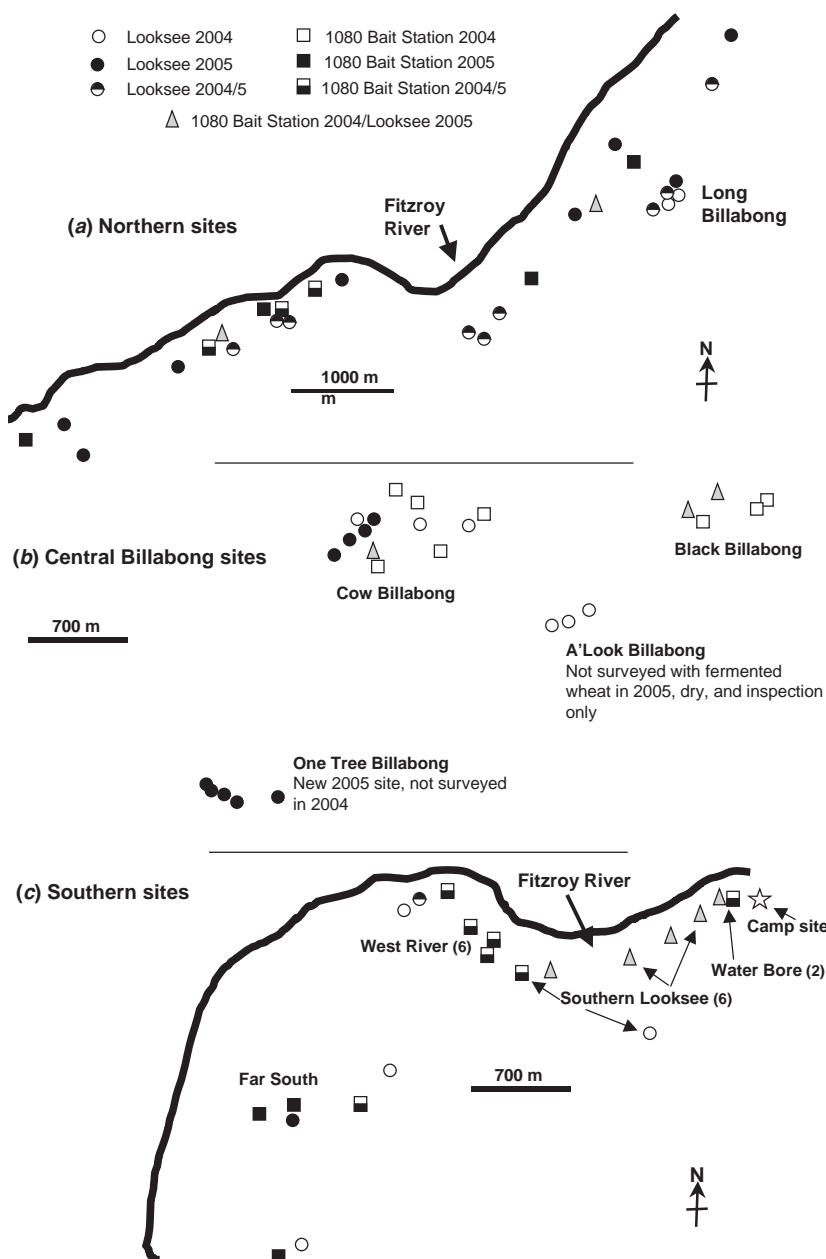 Looksee 2004
1080 Bait Station 2004
Looksee 2005
1080 Bait Station 2005
Looksee 2004/5
1080 Bait Station 2004/5
1080 Bait Station 2004/Looksee 2005
Long
Billabong
Fitzroy
River
(a) Northern sites
N
1000 m
m
(b) Central Billabong sites
Black Billabong
Cow Billabong
700 m
A'Look Billabong
Not surveyed with fermented
wheat in 2005, dry, and inspection
only
One Tree Billabong
New 2005 site, not surveyed
in 2004
(c) Southern sites
Fitzroy River
Camp site
West River (6)
Water Bore (2)
Southern Looksee (6)
Far South
700 m
N